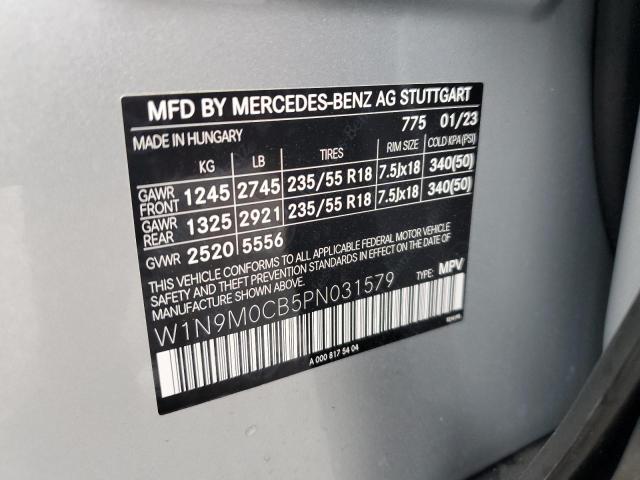 MFD BY MERCEDES-BENZ AG STUTTGART
MADE IN HUNGARY 775 01/23
KG LB TIRES RIM SIZE COLD KPA (PSI)
GAWR FRONT 1245 2745 235/55 R18 7.5Jx18 340(50)
GAWR REAR 1325 2921 235/55 R18 7.5Jx18 340(50)
GVWR 2520 5556
THIS VEHICLE CONFORMS TO ALL APPLICABLE FEDERAL MOTOR VEHICLE
SAFETY AND THEFT PREVENTION STANDARDS IN EFFECT ON THE DATE OF
MANUFACTURE SHOWN ABOVE.
W1N9M0CB5PN031579 TYPE: MPV
A 000 817 54 04